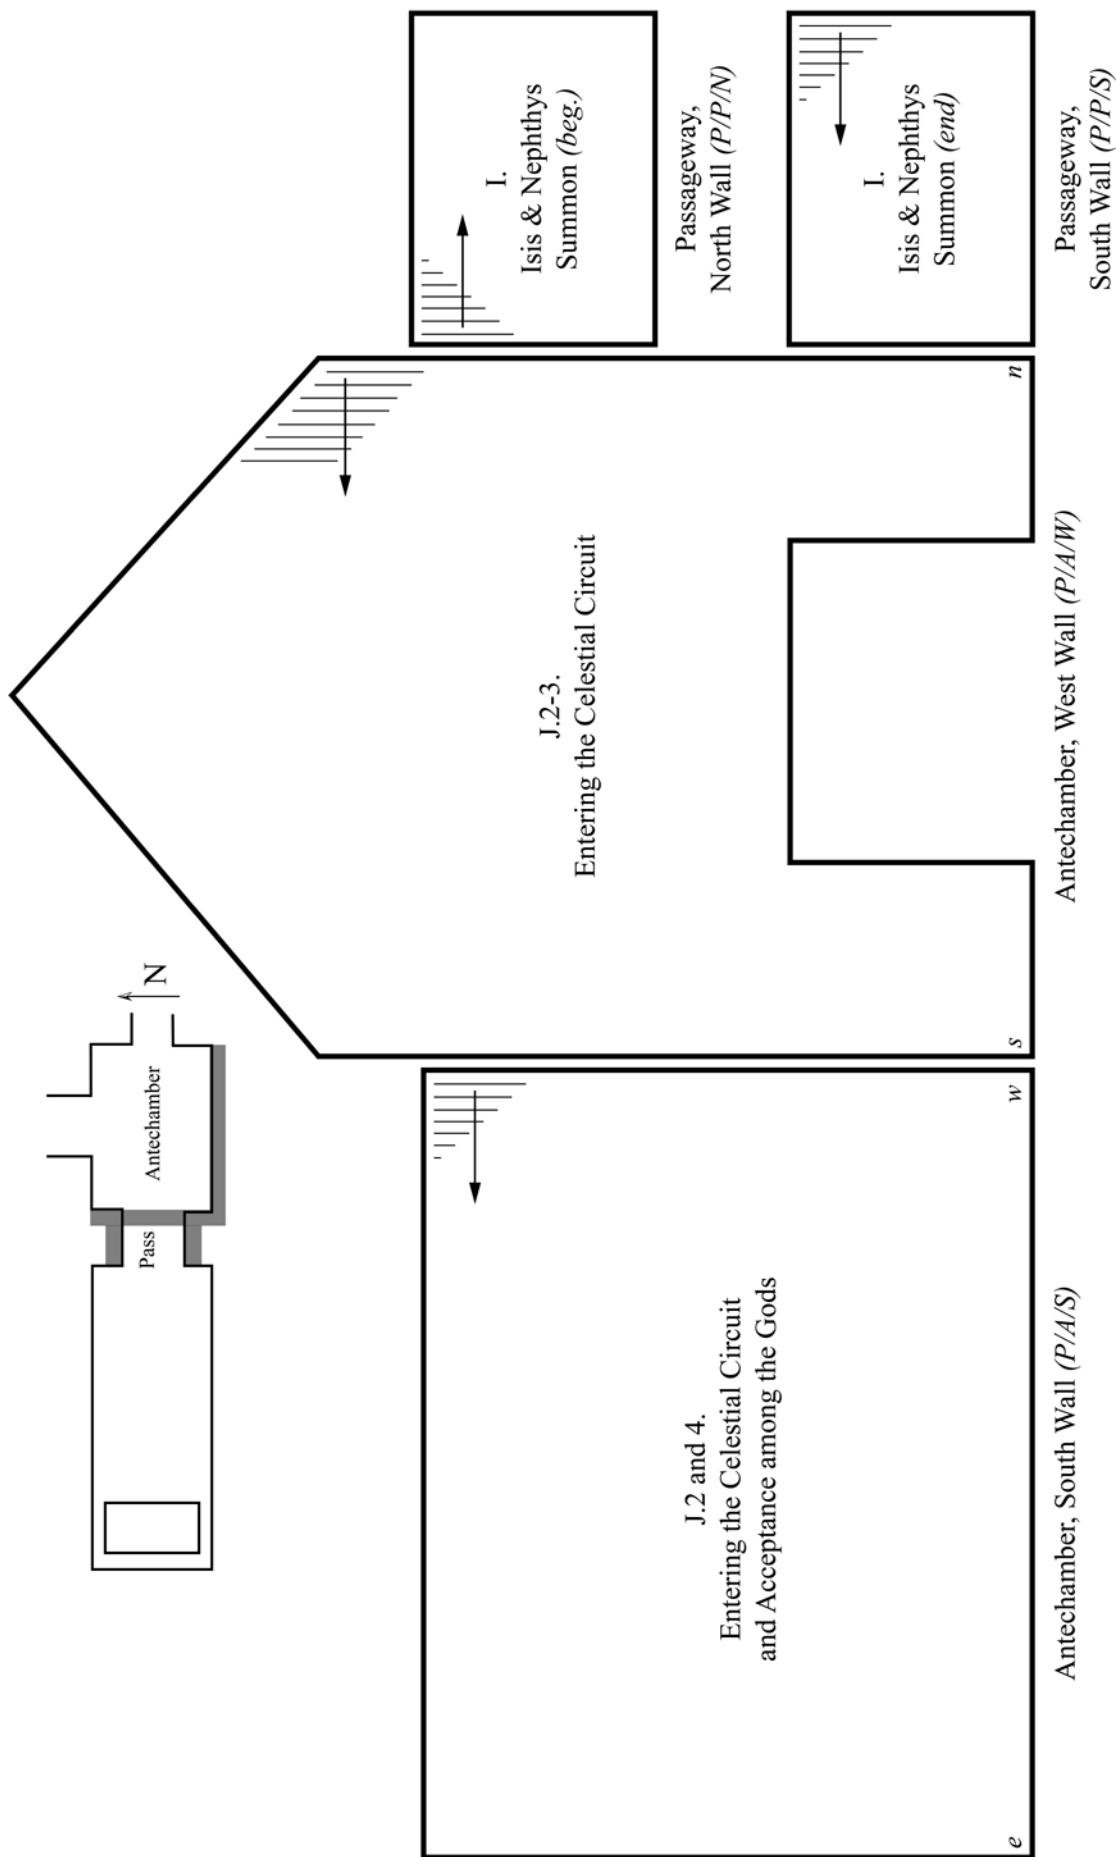 N
Antechamber
Pass
J.2 and 4.
Entering the Celestial Circuit
and Acceptance among the Gods
e
w
Antechamber, South Wall (P/A/S)
J.2-3.
Entering the Celestial Circuit
s
n
Antechamber, West Wall (P/A/W)
I.
Isis & Nephthys
Summon (beg.)
Passageway,
North Wall (P/P/N)
I.
Isis & Nephthys
Summon (end)
Passageway,
South Wall (P/P/S)